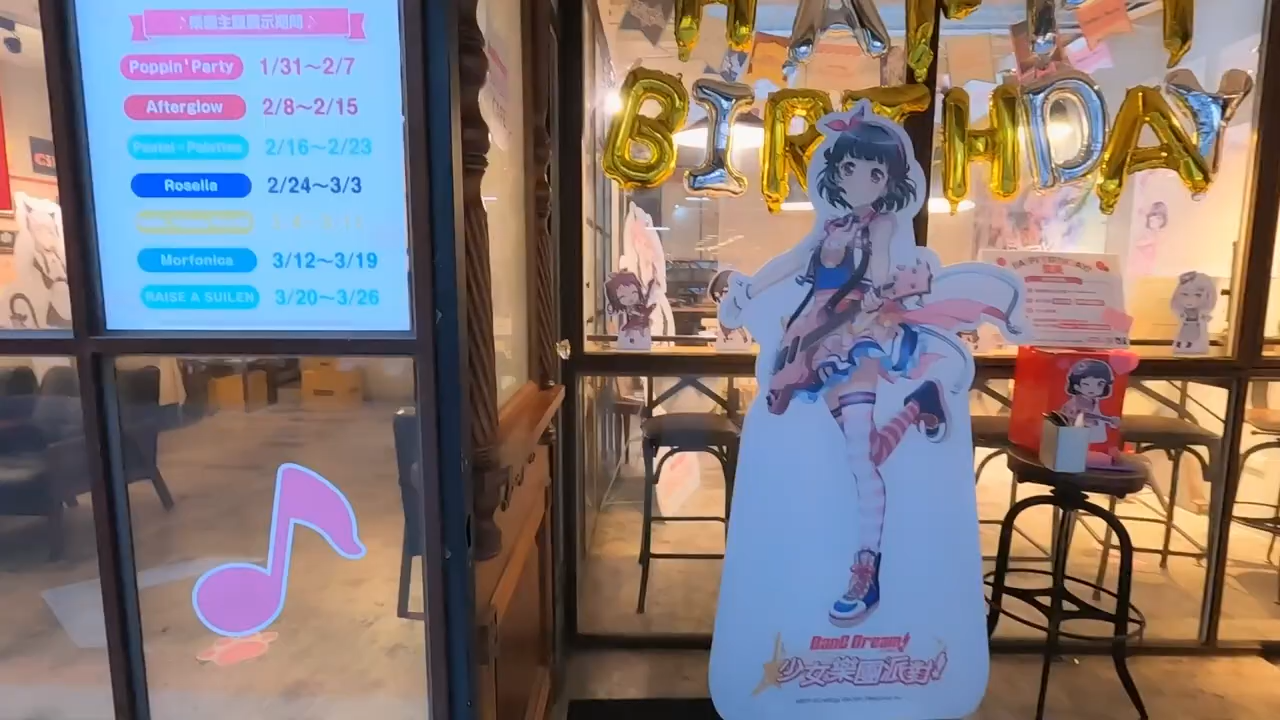 ♪樂團主題展示期間♪
Poppin'Party 1/31～2/7
Afterglow 2/8～2/15
Pastel＊Palettes 2/16～2/23
Roselia 2/24～3/3
Morfonica 3/12～3/19
RAISE A SUILEN 3/20～3/26
HAPPY
BIRTHDAY
BanG Dream!
少女樂團派對!